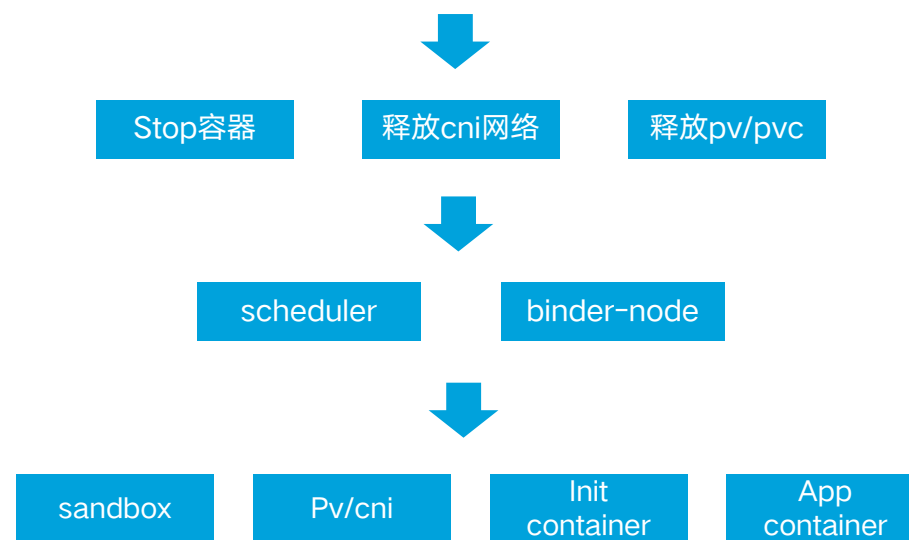 Stop容器
释放cni网络
释放pv/pvc
scheduler
binder-node
sandbox
Pv/cni
Init
container
App
container